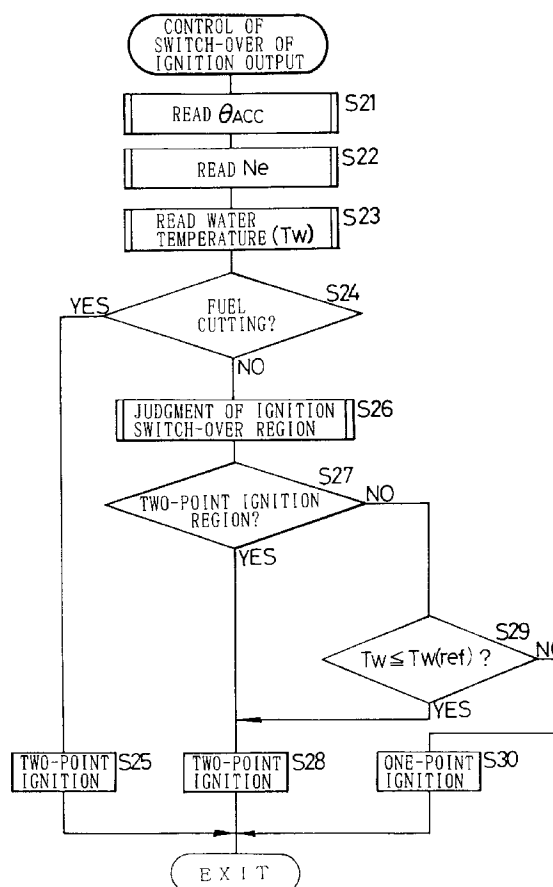 CONTROL OF
SWITCH-OVER OF
IGNITION OUTPUT
READ θACC S21
READ Ne S22
READ WATER
TEMPERATURE (Tw) S23
S24
YES
FUEL
CUTTING?
NO
JUDGMENT OF IGNITION
SWITCH-OVER REGION S26
S27
TWO-POINT IGNITION
REGION?
NO
YES
S29
Tw≦Tw(ref) ?
NO
YES
TWO-POINT
IGNITION S25
TWO-POINT
IGNITION S28
ONE-POINT
IGNITION S30
EXIT